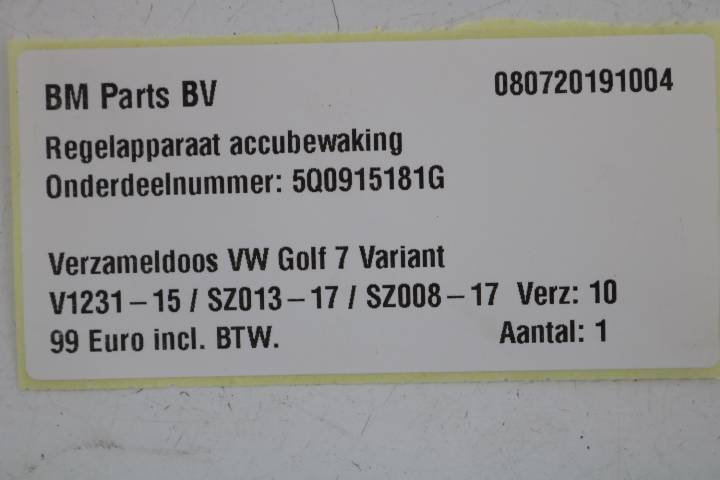 BM Parts BV 080720191004
Regelapparaat accubewaking
Onderdeelnummer: 5Q0915181G
Verzameldoos VW Golf 7 Variant
V1231 – 15 / SZ013 – 17 / SZ008 – 17 Verz: 10
99 Euro incl. BTW. Aantal: 1